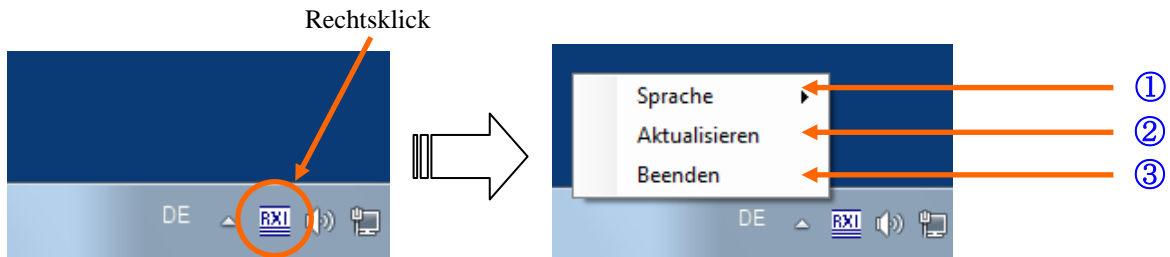 Rechtsklick
DE RXI
Sprache ①
Aktualisieren ②
Beenden ③
DE RXI